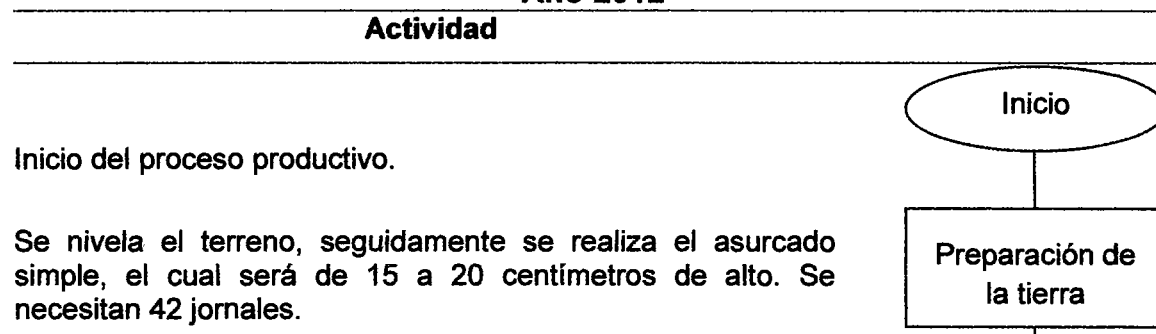 Actividad
Inicio
Inicio del proceso productivo.
Se nivela el terreno, seguidamente se realiza el asurcado
simple, el cual será de 15 a 20 centímetros de alto. Se
necesitan 42 jornales.
Preparación de
la tierra